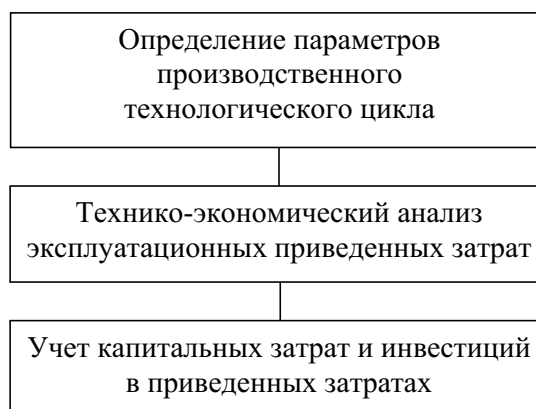 Определение параметров
производственного
технологического цикла
Технико-экономический анализ
эксплуатационных приведенных затрат
Учет капитальных затрат и инвестиций
в приведенных затратах